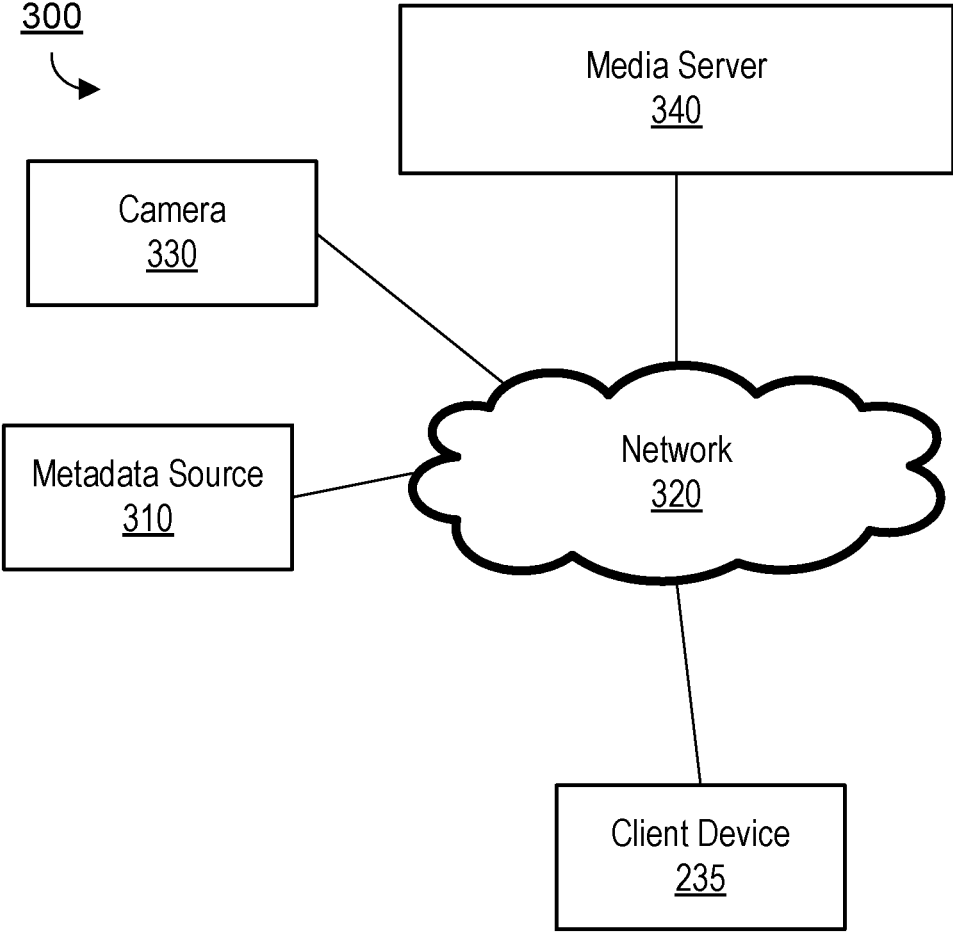 300
Media Server
340
Camera
330
Metadata Source
310
Network
320
Client Device
235